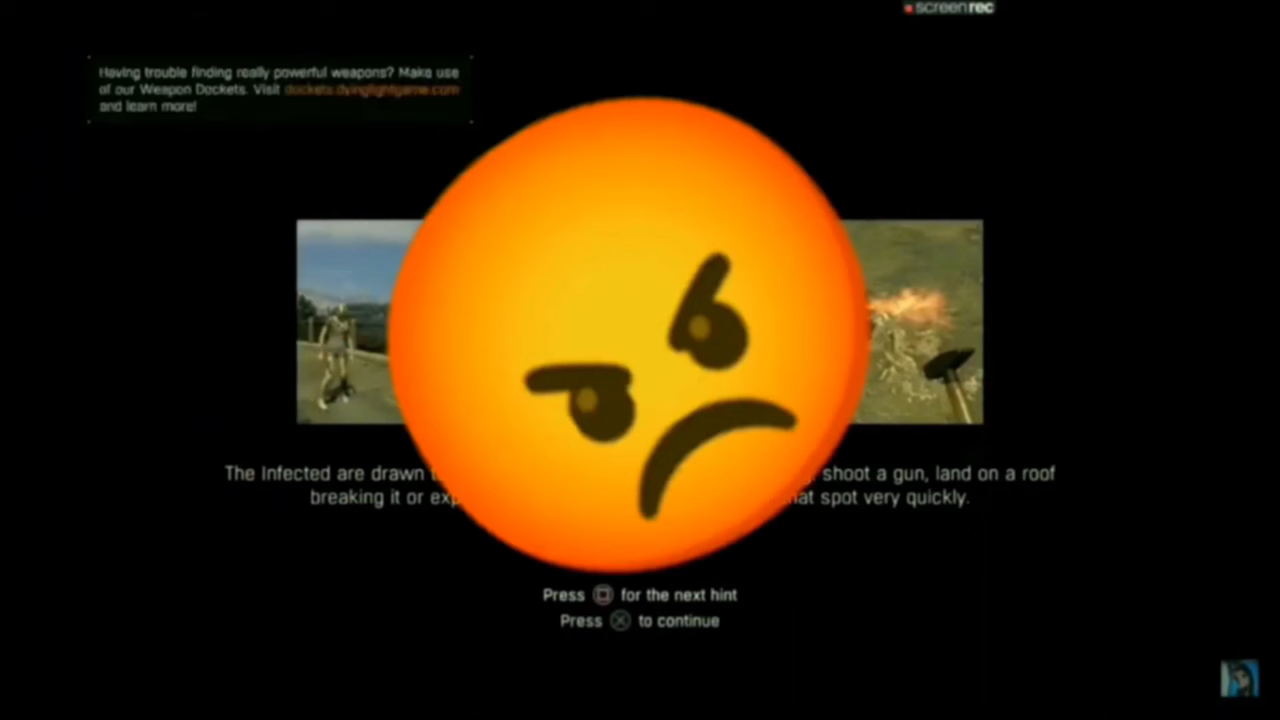 screenrec
Having trouble finding really powerful weapons? Make use
of our Weapon Dockets. Visit dockets.dyinglightgame.com
and learn more!
The Infected are drawn shoot a gun, land on a roof
breaking it or spot very quickly.
Press for the next hint
Press to continue